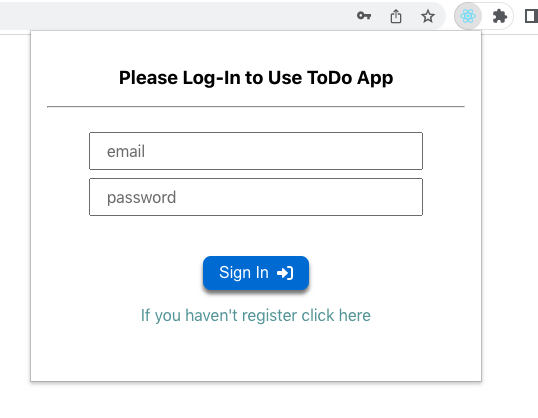 Please Log-In to Use ToDo App
email
password
Sign In
If you haven't register click here